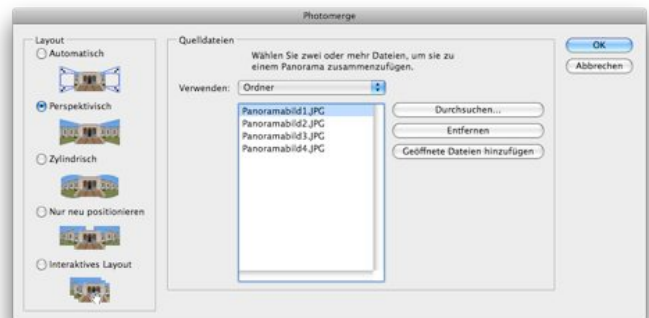 Photomerge
Layout
Automatisch
Perspektivisch
Zylindrisch
Nur neu positionieren
Interaktives Layout
Quelldateien
Wählen Sie zwei oder mehr Dateien, um sie zu
einem Panorama zusammenzufügen.
Verwenden: Ordner
Panoramabild1.JPG
Panoramabild2.JPG
Panoramabild3.JPG
Panoramabild4.JPG
Durchsuchen...
Entfernen
Geöffnete Dateien hinzufügen
OK
Abbrechen